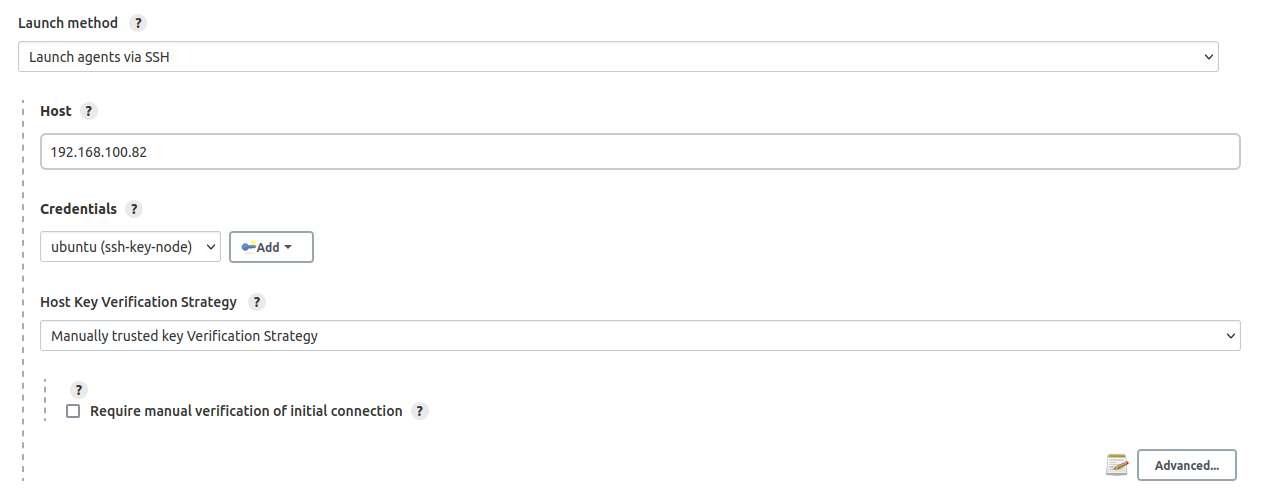 Launch method ?
Launch agents via SSH
Host ?
192.168.100.82
Credentials ?
ubuntu (ssh-key-node) Add
Host Key Verification Strategy ?
Manually trusted key Verification Strategy
?
Require manual verification of initial connection ?
Advanced...